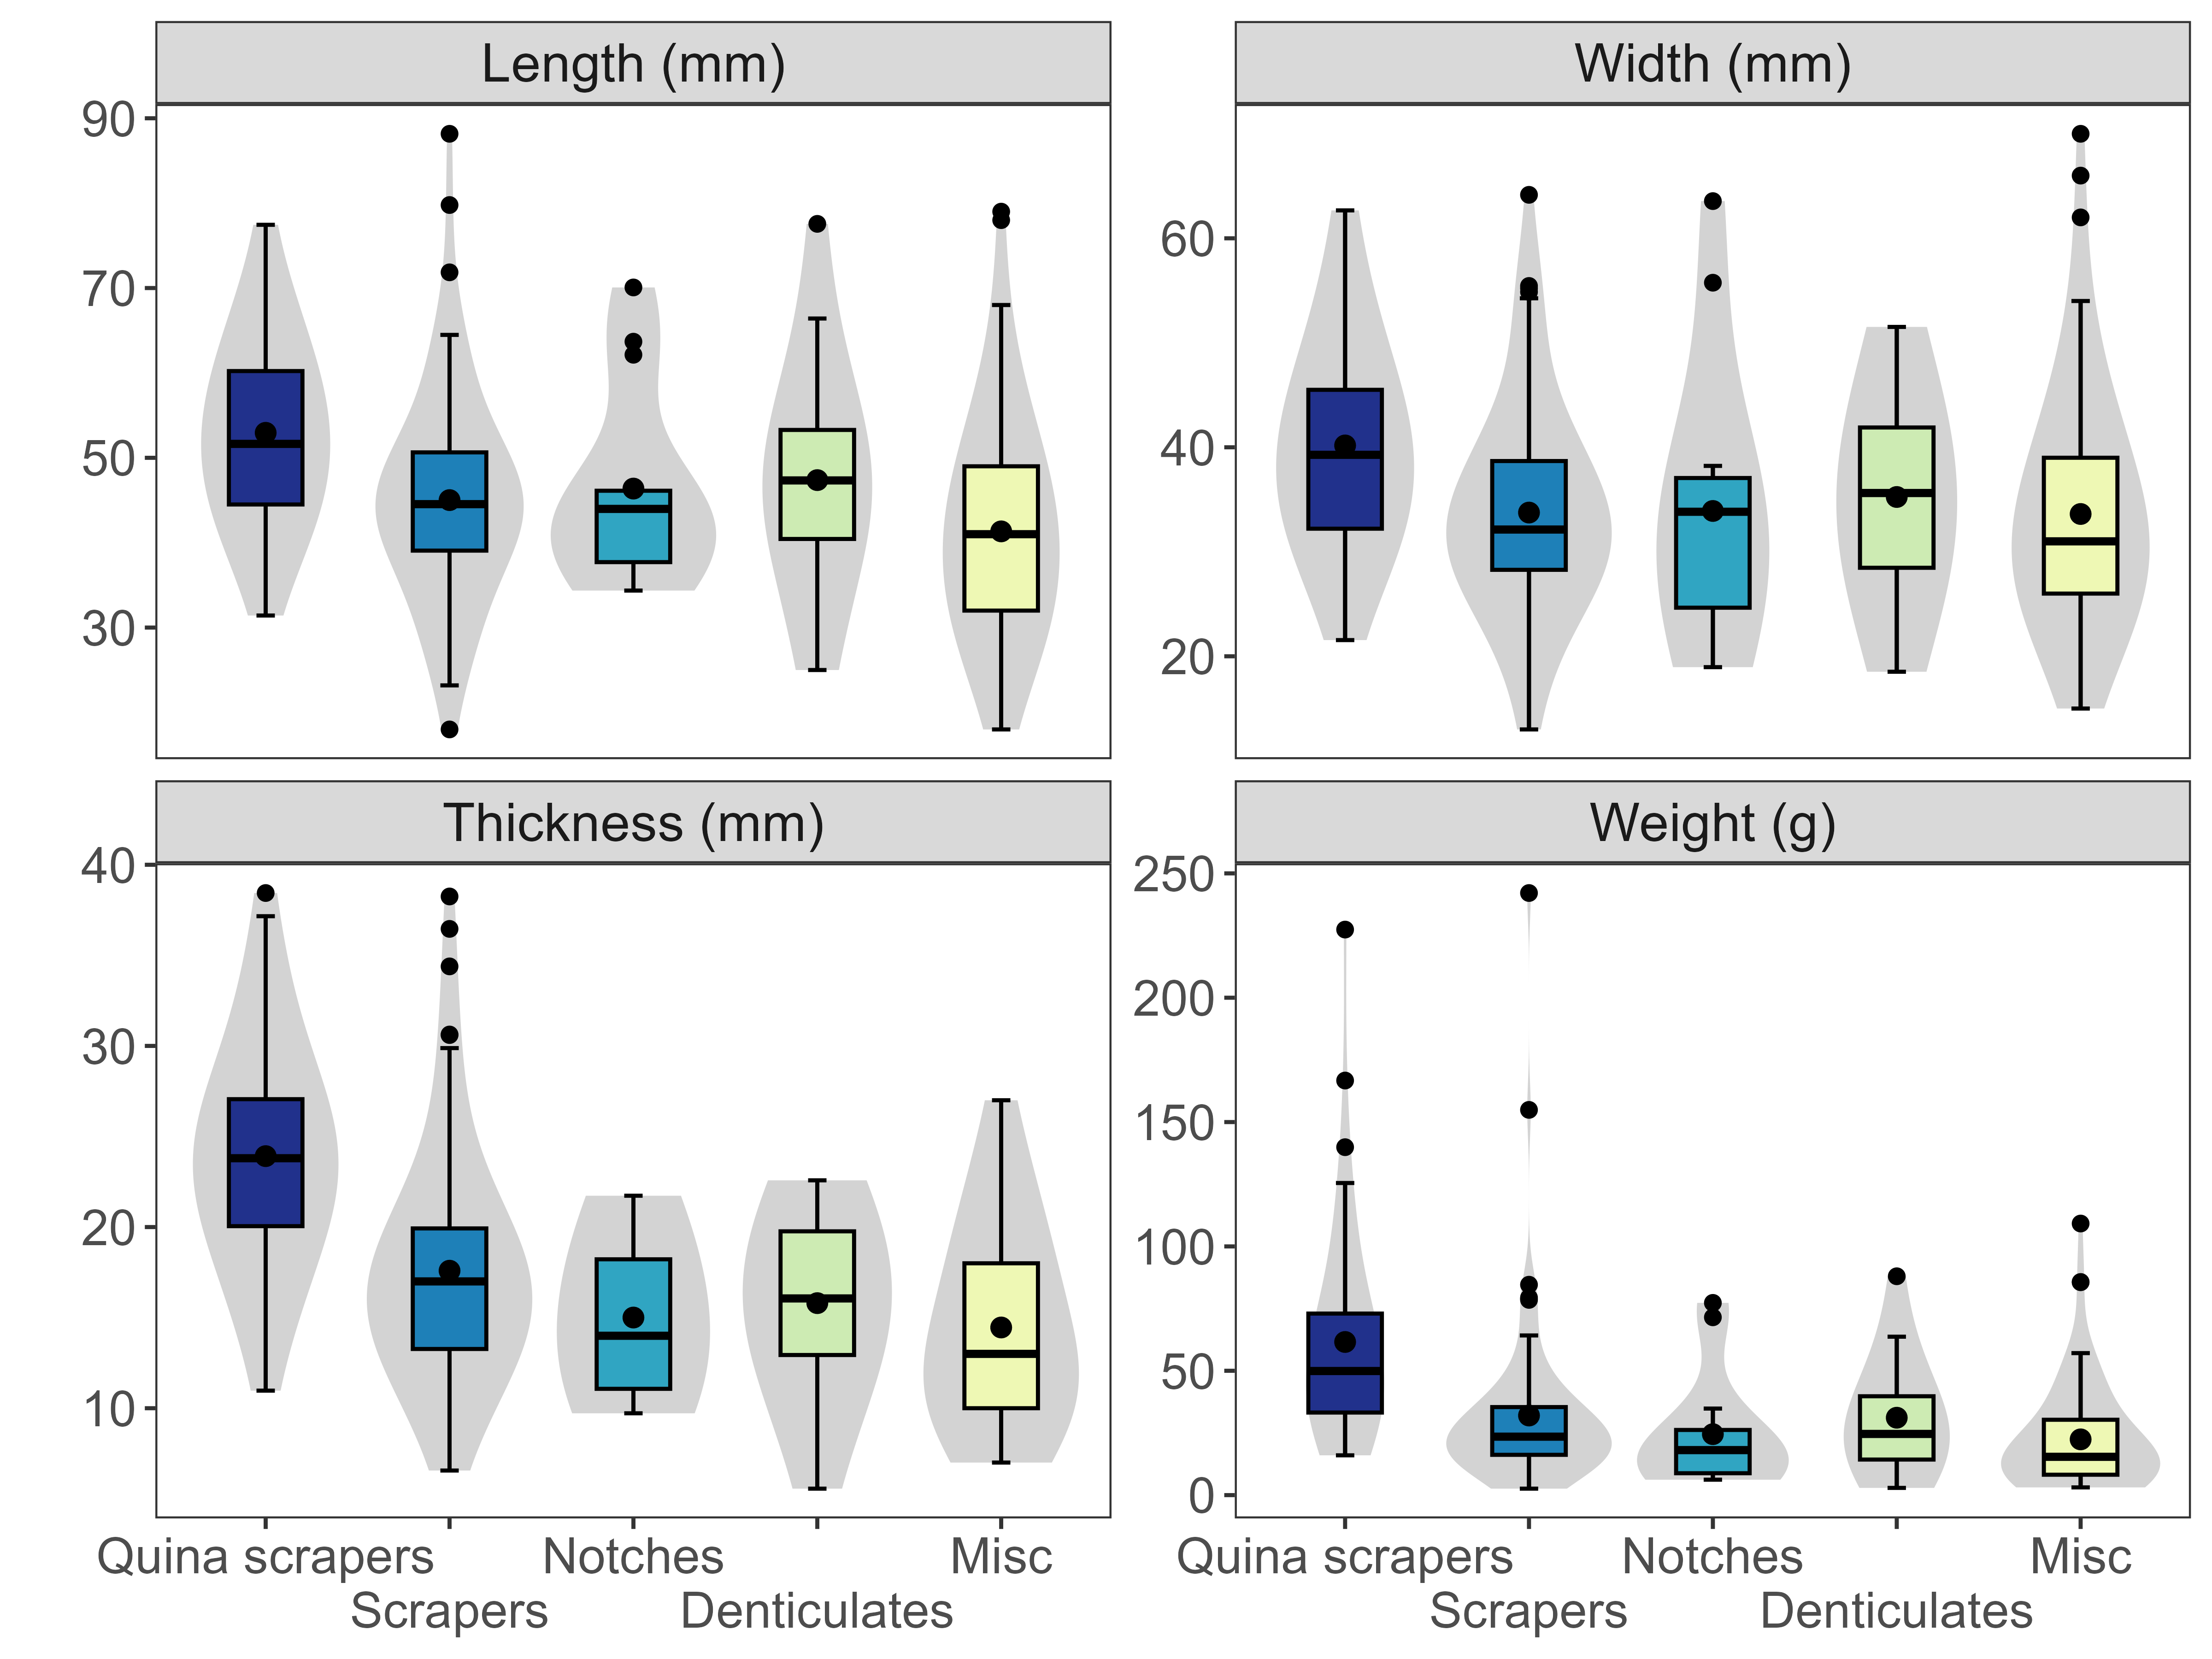 Length (mm)
Width (mm)
90
70
50
30
60
40
20
Thickness (mm)
Weight (g)
40
30
20
10
250
200
150
100
50
0
Quina scrapers
Notches
Misc
Scrapers
Denticulates
Quina scrapers
Notches
Misc
Scrapers
Denticulates